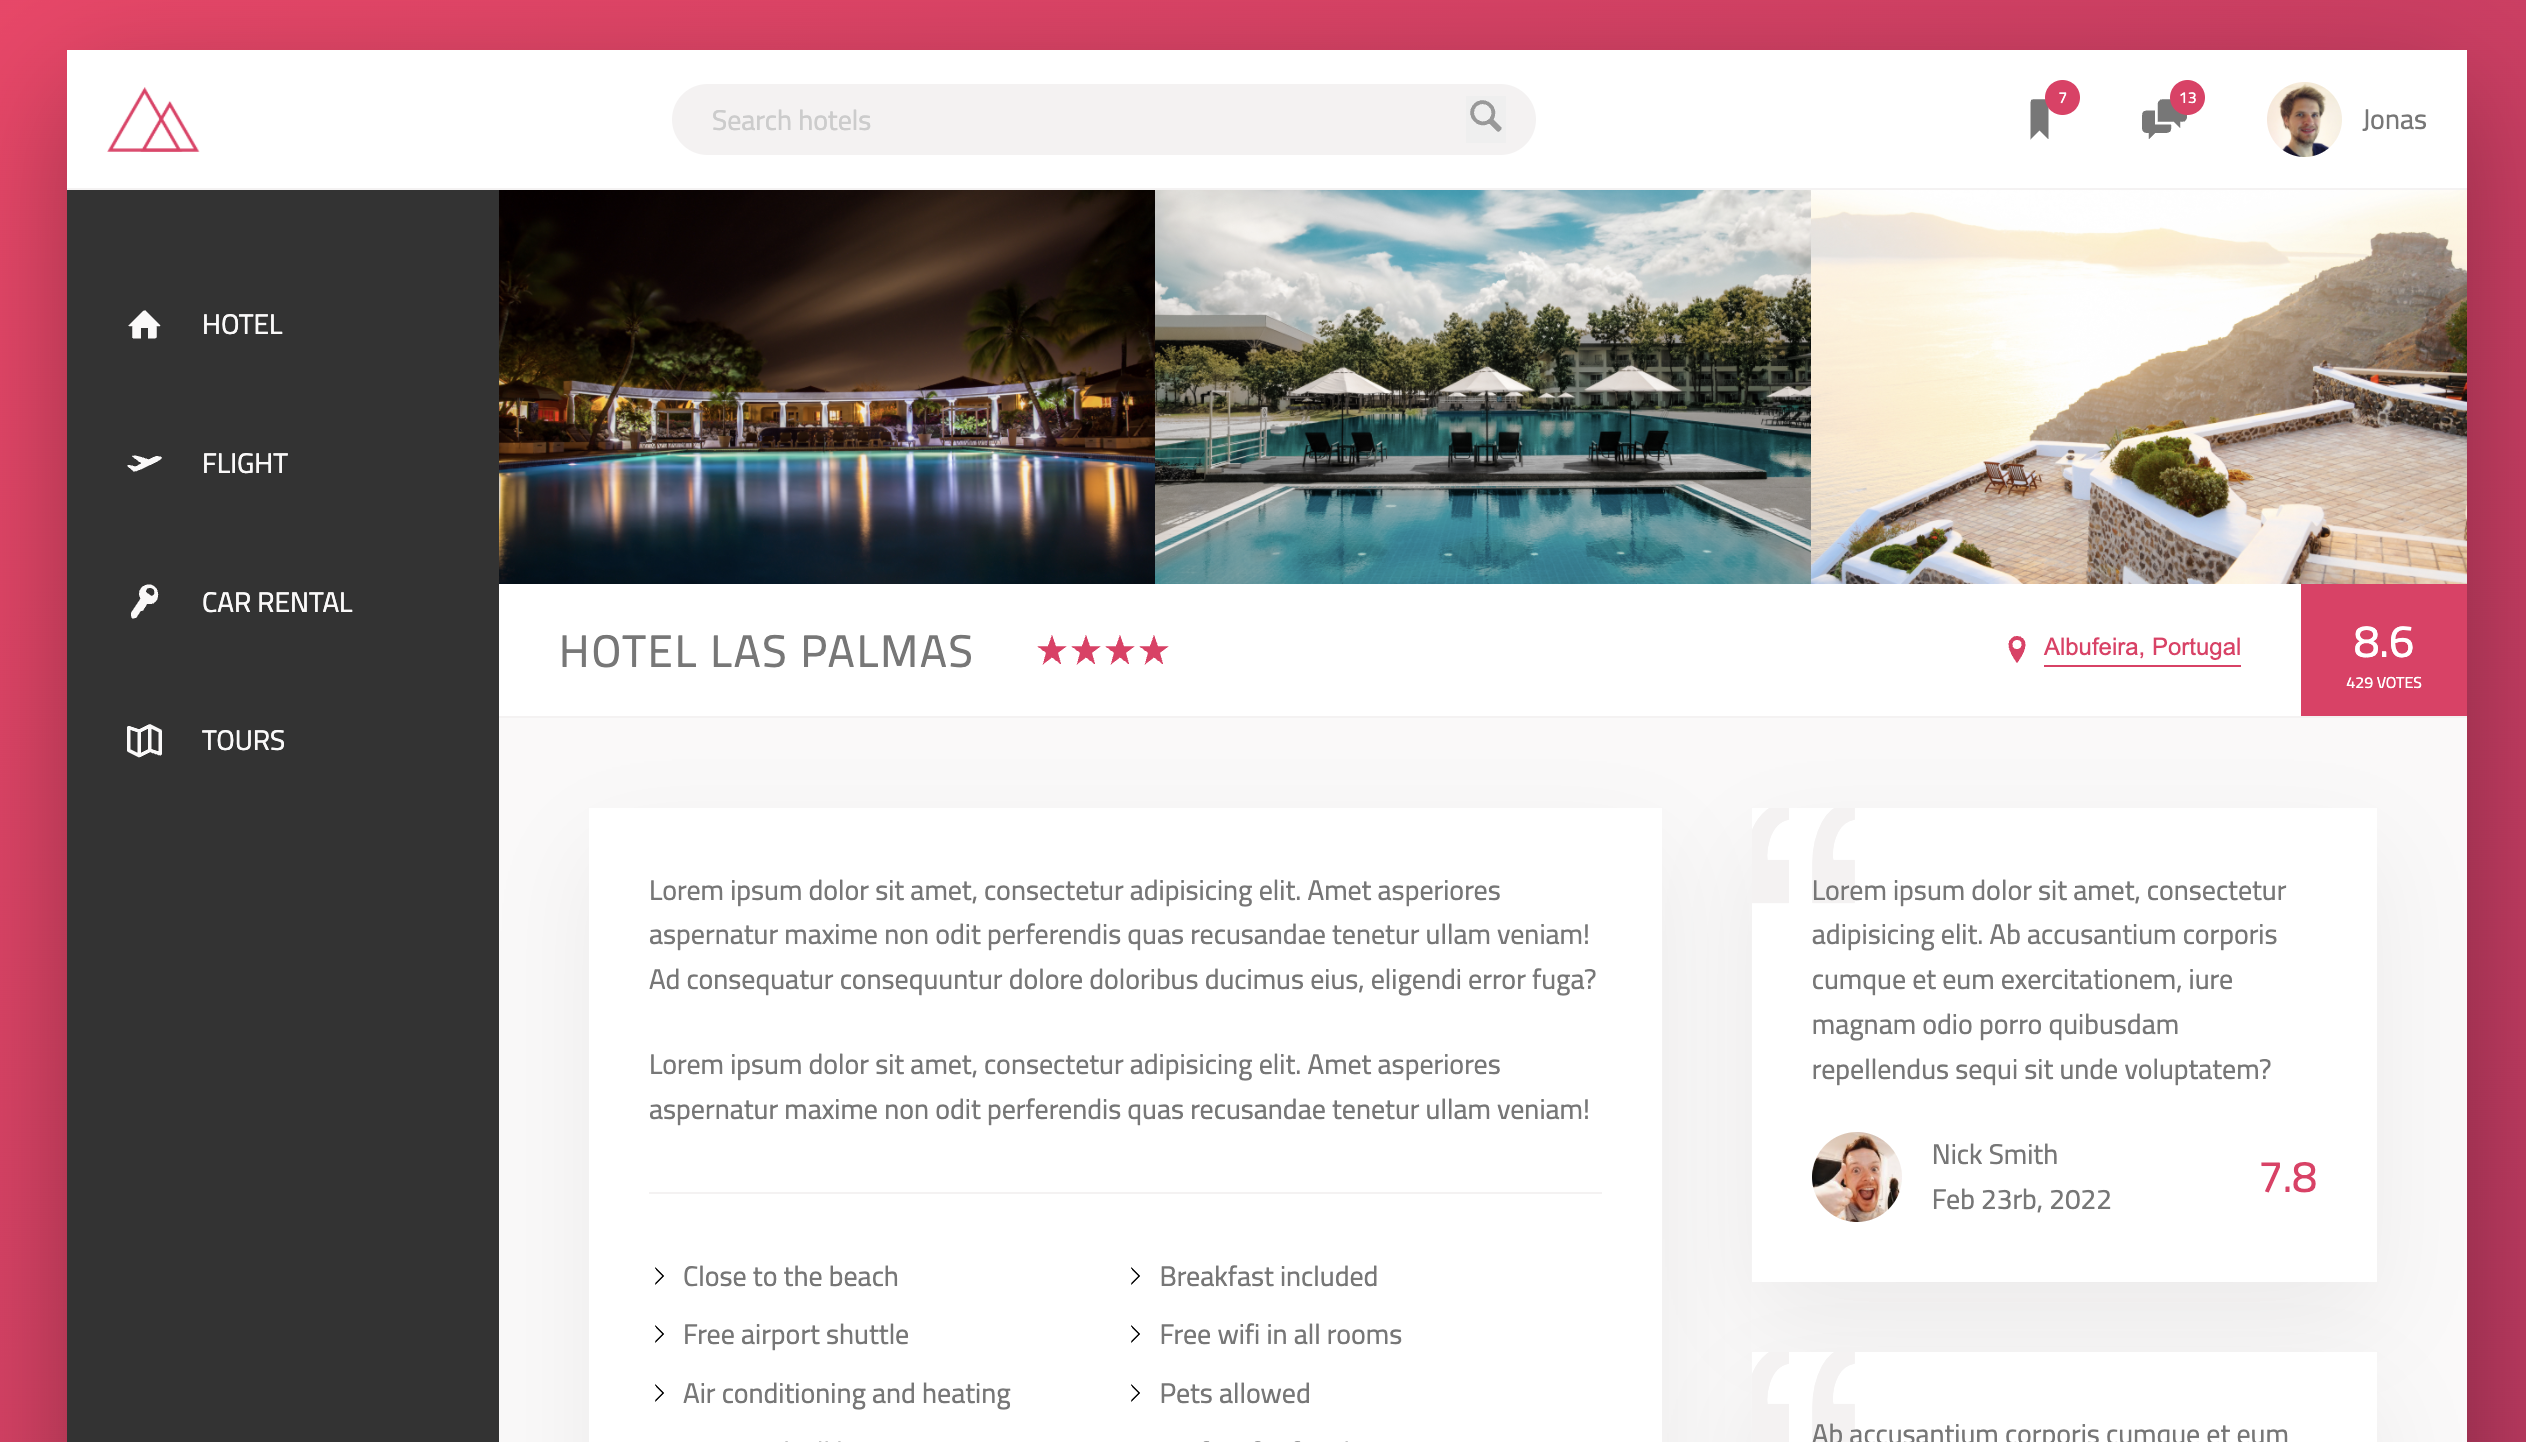 Search hotels
7
13
Jonas
HOTEL
FLIGHT
CAR RENTAL
TOURS
HOTEL LAS PALMAS
Albufeira, Portugal
8.6
429 VOTES
Lorem ipsum dolor sit amet, consectetur adipisicing elit. Amet asperiores
aspernatur maxime non odit perferendis quas recusandae tenetur ullam veniam!
Ad consequatur consequuntur dolore doloribus ducimus eius, eligendi error fuga?
Lorem ipsum dolor sit amet, consectetur adipisicing elit. Amet asperiores
aspernatur maxime non odit perferendis quas recusandae tenetur ullam veniam!
Close to the beach
Breakfast included
Free airport shuttle
Free wifi in all rooms
Air conditioning and heating
Pets allowed
Lorem ipsum dolor sit amet, consectetur
adipisicing elit. Ab accusantium corporis
cumque et eum exercitationem, iure
magnam odio porro quibusdam
repellendus sequi sit unde voluptatem?
Nick Smith
Feb 23rb, 2022
7.8
Ab accusantium corporis cumque et eum